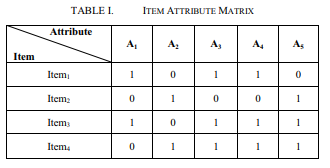 TABLE I. ITEM ATTRIBUTE MATRIX
Attribute
Item A₁ A₂ A₃ A₄ A₅
Item₁ 1 0 1 1 0
Item₂ 0 1 0 0 1
Item₃ 1 0 1 1 1
Item₄ 0 1 1 1 1